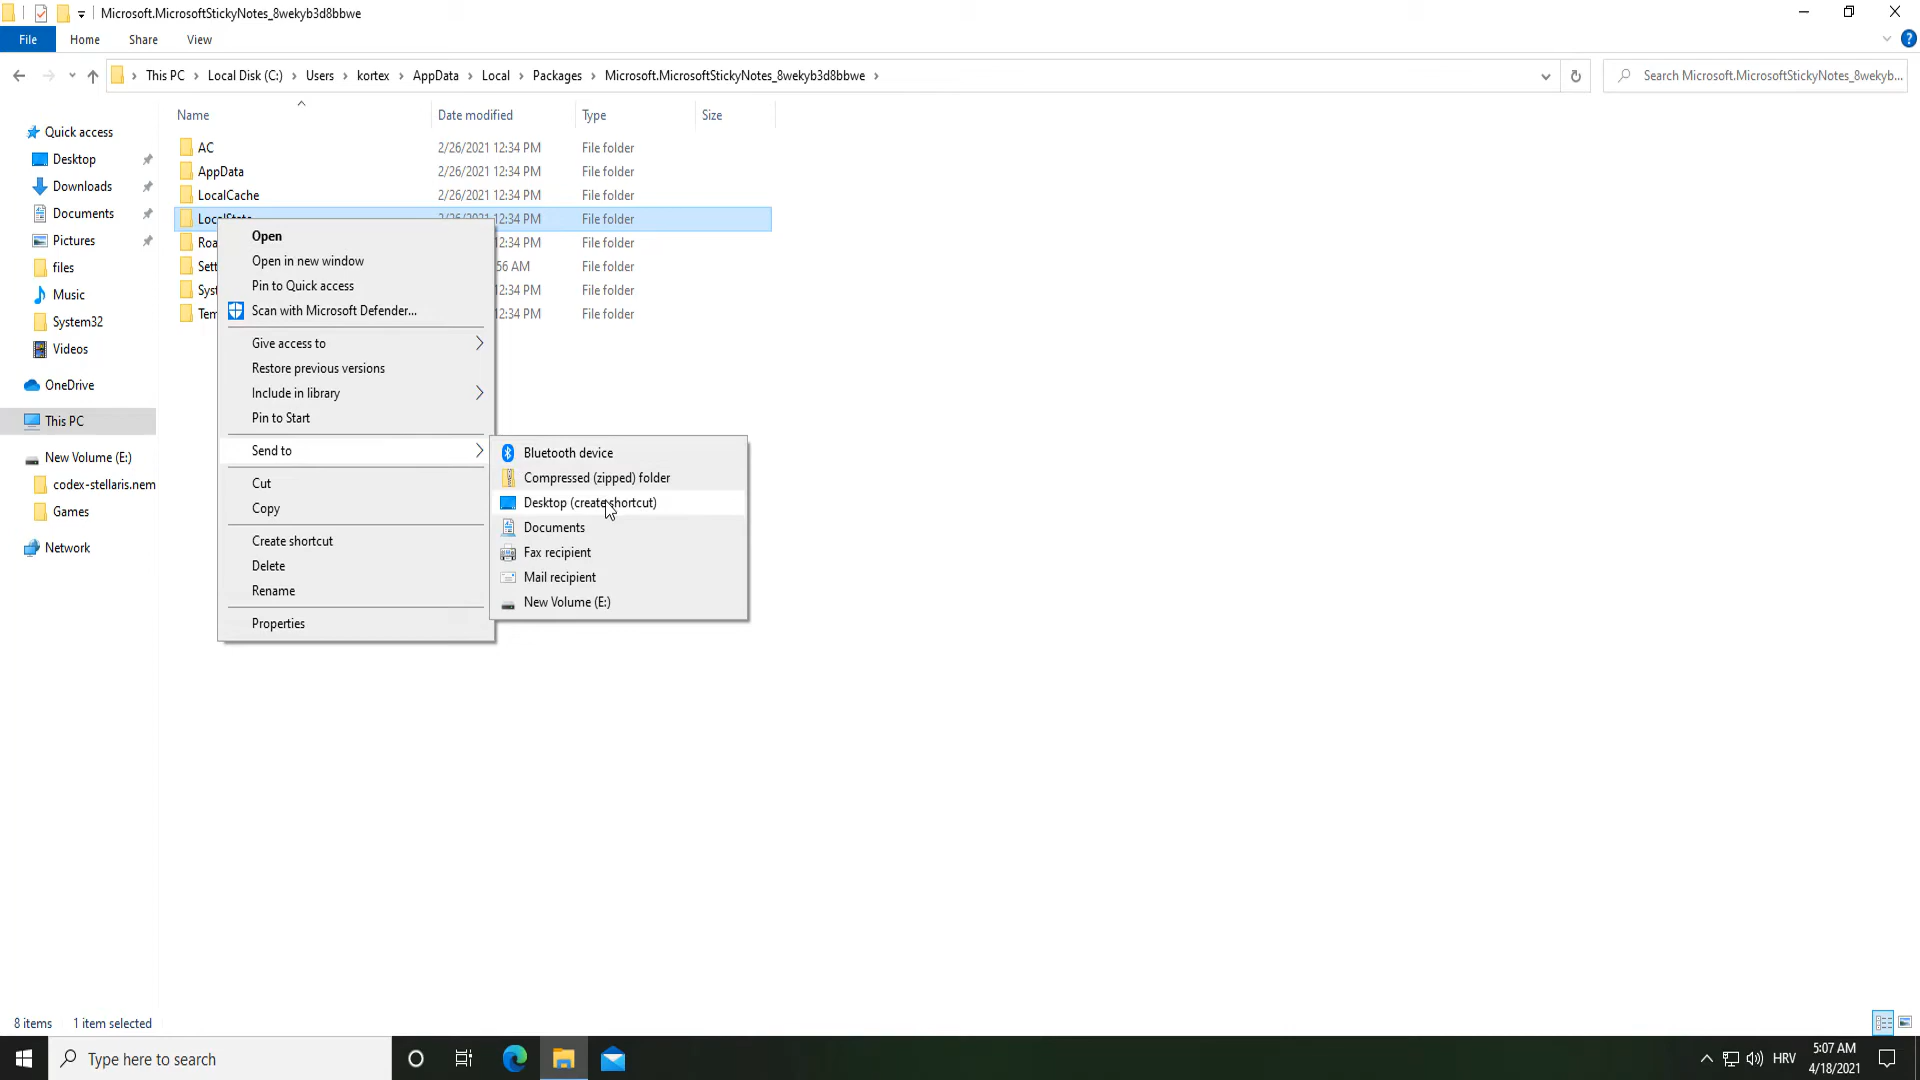 Microsoft.MicrosoftStickyNotes_8wekyb3d8bbwe
File Home Share View
This PC Local Disk (C:) Users kortex AppData Local Packages Microsoft.MicrosoftStickyNotes_8wekyb3d8bbwe
Search Microsoft.MicrosoftStickyNotes_8wekyb...
Name Date modified Type Size
Quick access
Desktop
Downloads
Documents
Pictures
files
Music
System32
Videos
OneDrive
This PC
New Volume (E:)
codex-stellaris.nem
Games
Network
AC 2/26/2021 12:34 PM File folder
AppData 2/26/2021 12:34 PM File folder
LocalCache 2/26/2021 12:34 PM File folder
LocalState 2/26/2021 12:34 PM File folder
Roa 12:34 PM File folder
Sett 56 AM File folder
Syst 12:34 PM File folder
Tem 12:34 PM File folder
Open
Open in new window
Pin to Quick access
Scan with Microsoft Defender...
Give access to
Restore previous versions
Include in library
Pin to Start
Send to
Cut
Copy
Create shortcut
Delete
Rename
Properties
Bluetooth device
Compressed (zipped) folder
Desktop (create shortcut)
Documents
Fax recipient
Mail recipient
New Volume (E:)
8 items 1 item selected
Type here to search
HRV
5:07 AM
4/18/2021